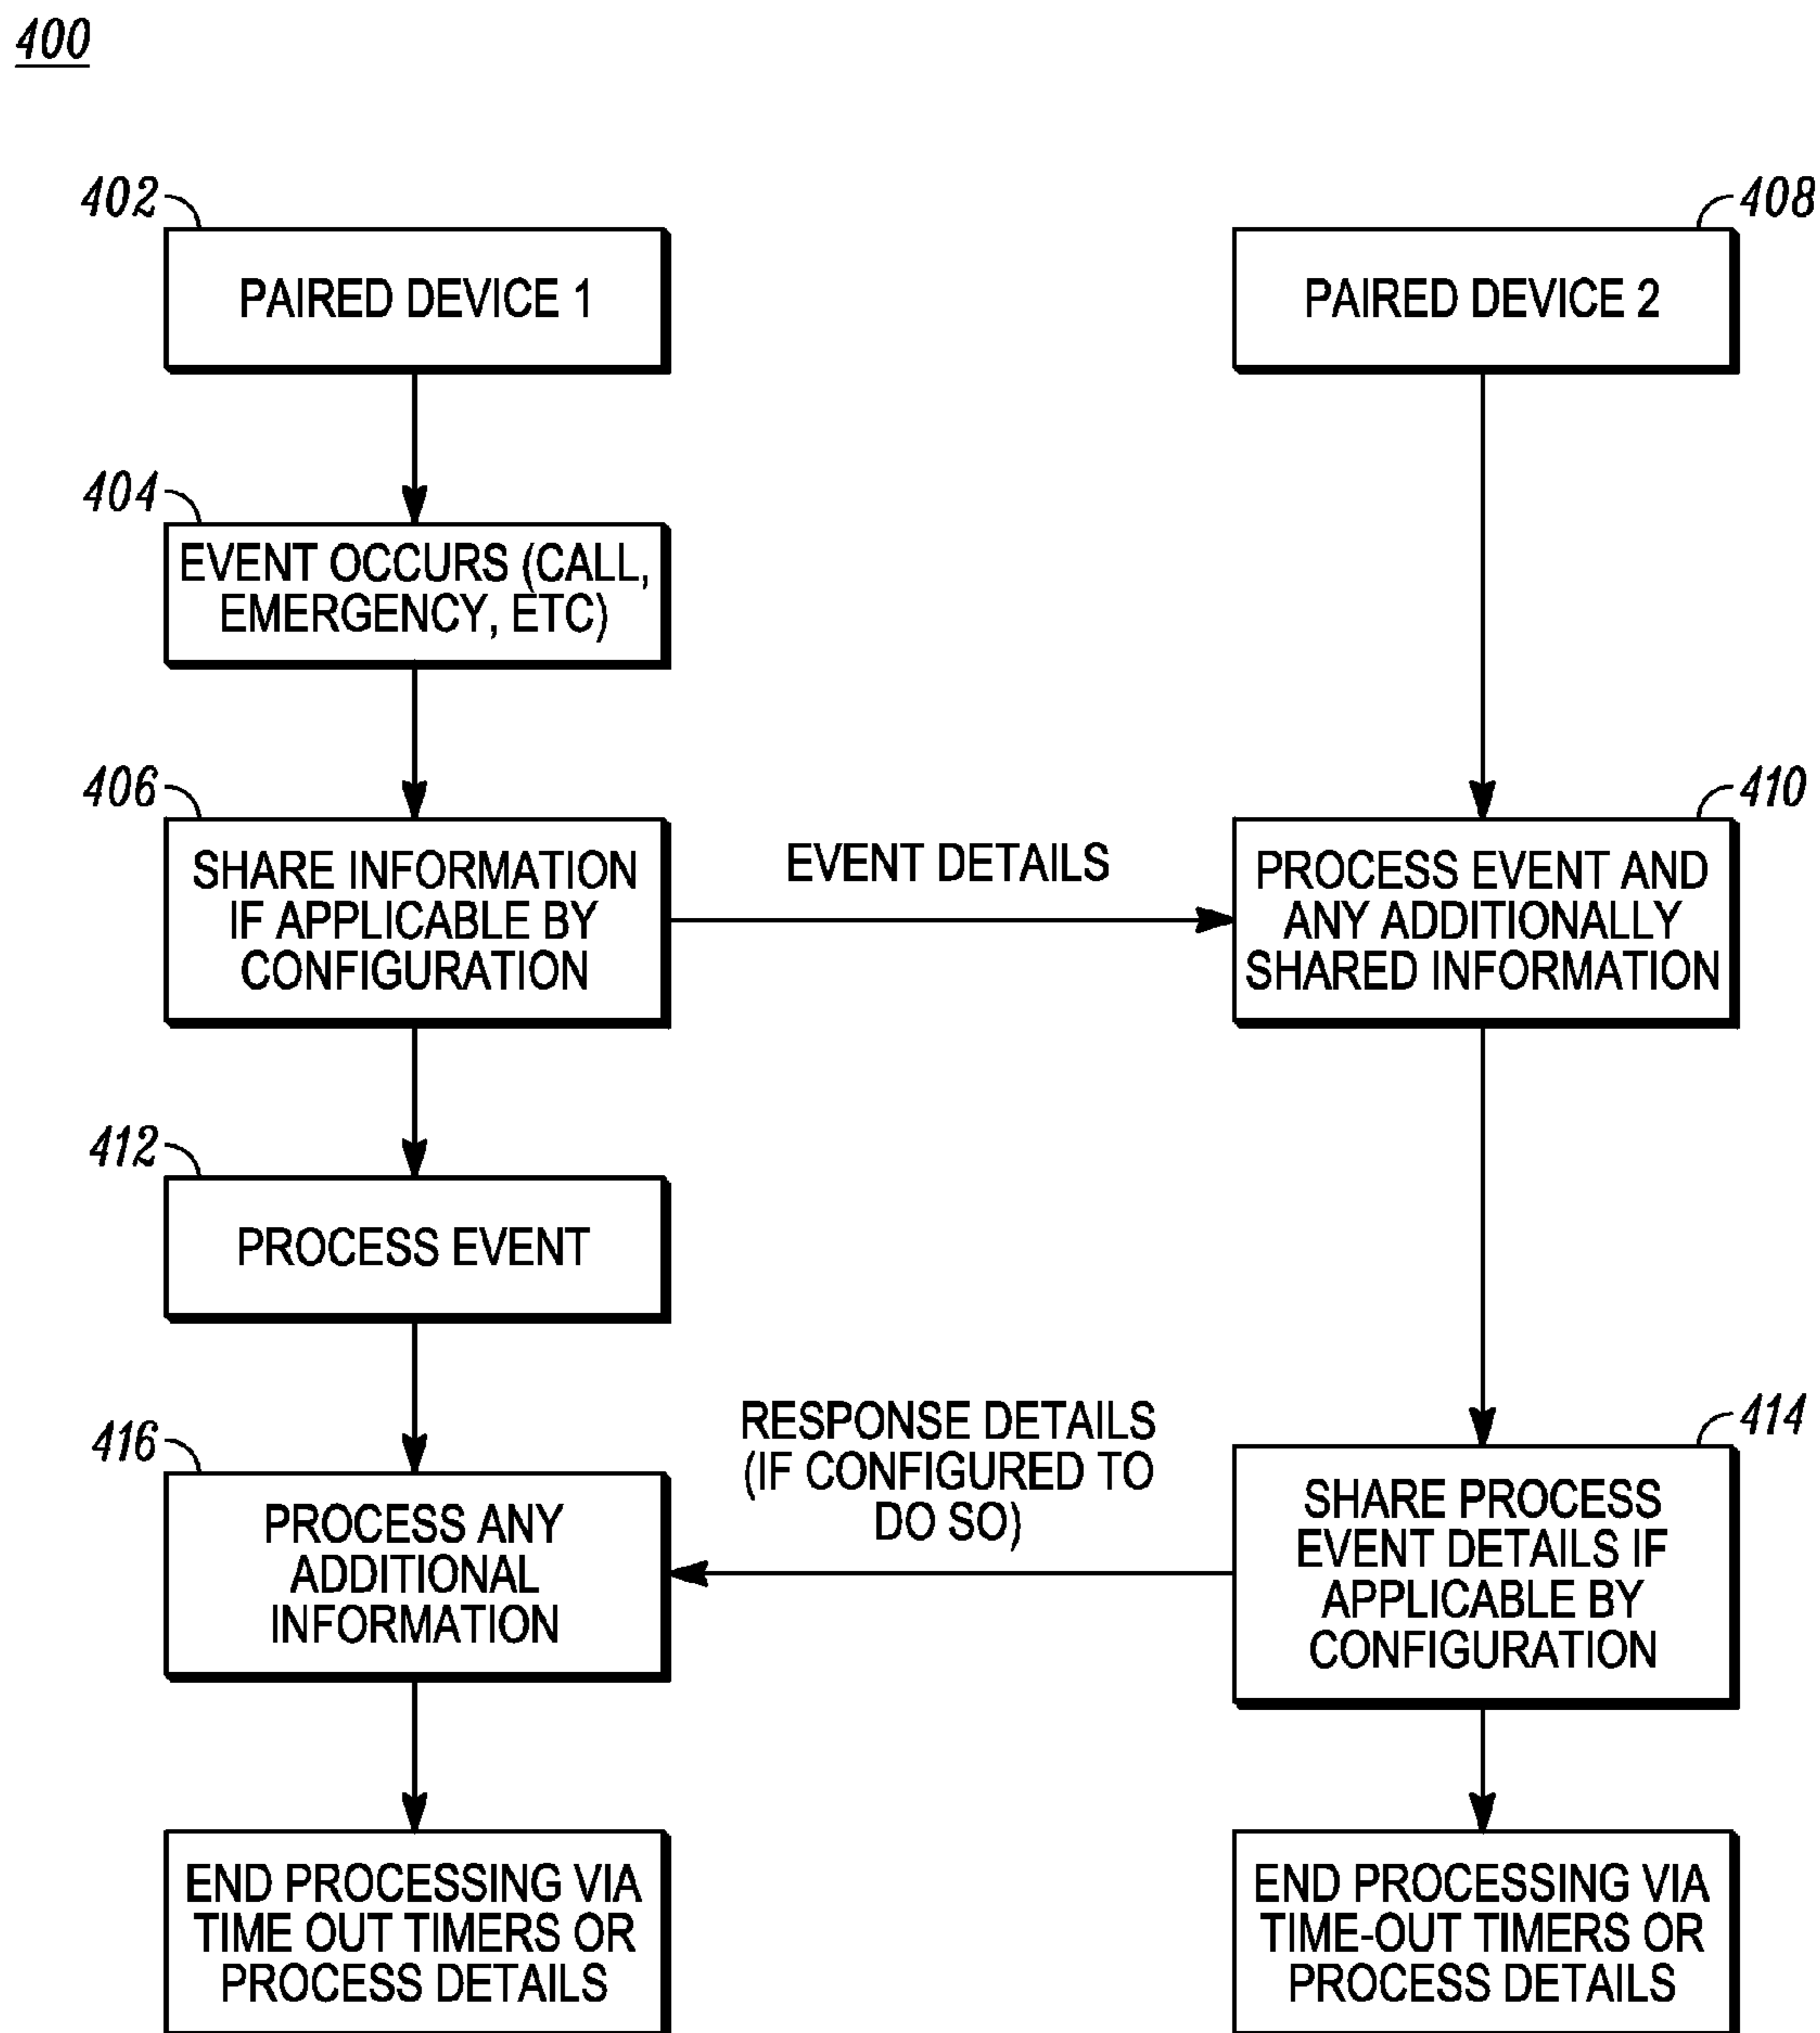 400
402
PAIRED DEVICE 1
408
PAIRED DEVICE 2
404
EVENT OCCURS (CALL,
EMERGENCY, ETC)
406
SHARE INFORMATION
IF APPLICABLE BY
CONFIGURATION
EVENT DETAILS
410
PROCESS EVENT AND
ANY ADDITIONALLY
SHARED INFORMATION
412
PROCESS EVENT
416
PROCESS ANY
ADDITIONAL
INFORMATION
RESPONSE DETAILS
(IF CONFIGURED TO
DO SO)
414
SHARE PROCESS
EVENT DETAILS IF
APPLICABLE BY
CONFIGURATION
END PROCESSING VIA
TIME OUT TIMERS OR
PROCESS DETAILS
END PROCESSING VIA
TIME-OUT TIMERS OR
PROCESS DETAILS